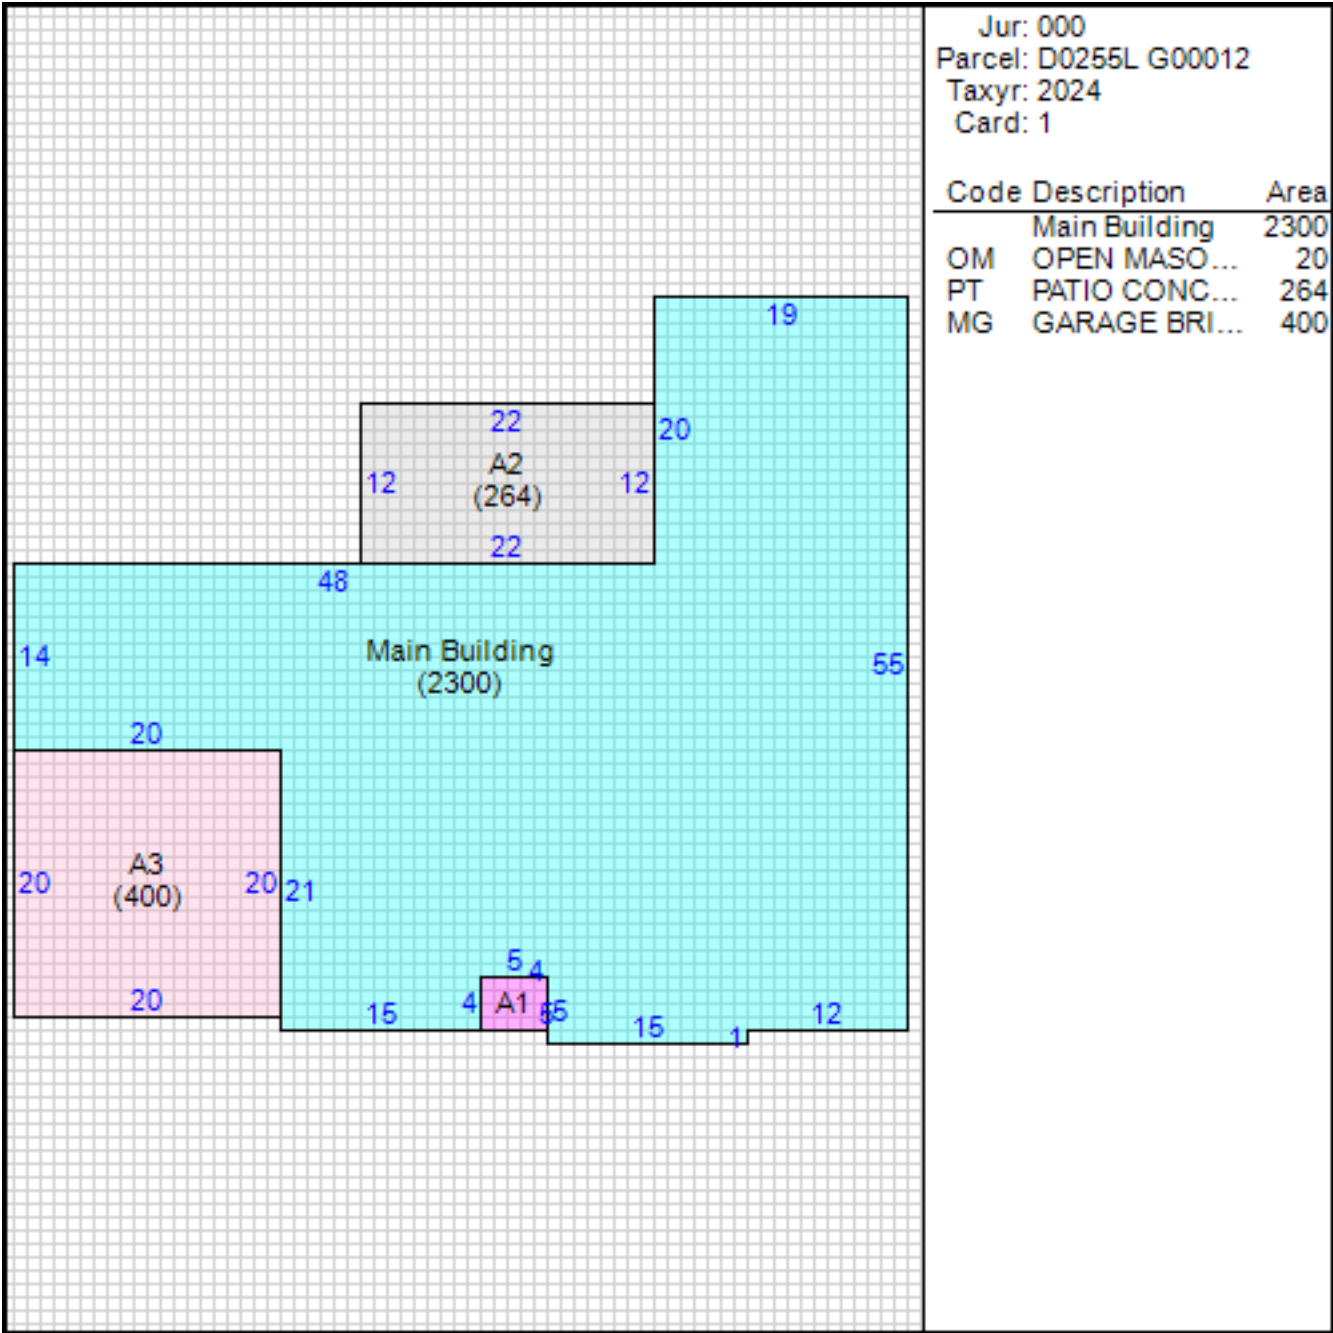 Jur: 000
Parcel: D0255L G00012
Taxyr: 2024
Card: 1
Code Description Area
Main Building 2300
OM OPEN MASO... 20
PT PATIO CONC... 264
MG GARAGE BRI... 400
19
22
20
A2
12 12
(264)
22
48
14
Main Building
55
(2300)
20
A3
20 20 21
(400)
5 4
20
4 A1
15 5 5 12
15 1